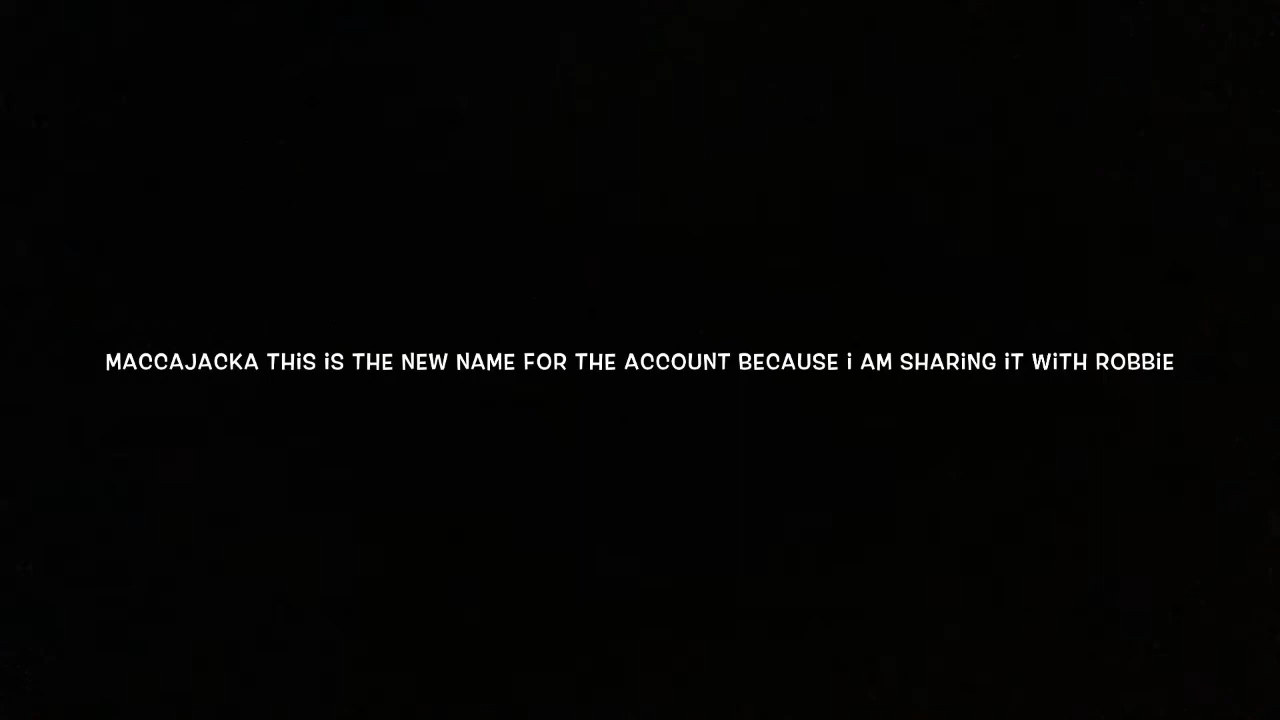 MACCAJACKA THiS iS THE NEW NAME FOR THE ACCOUNT BECAUSE i AM SHARiNG iT WiTH ROBBiE